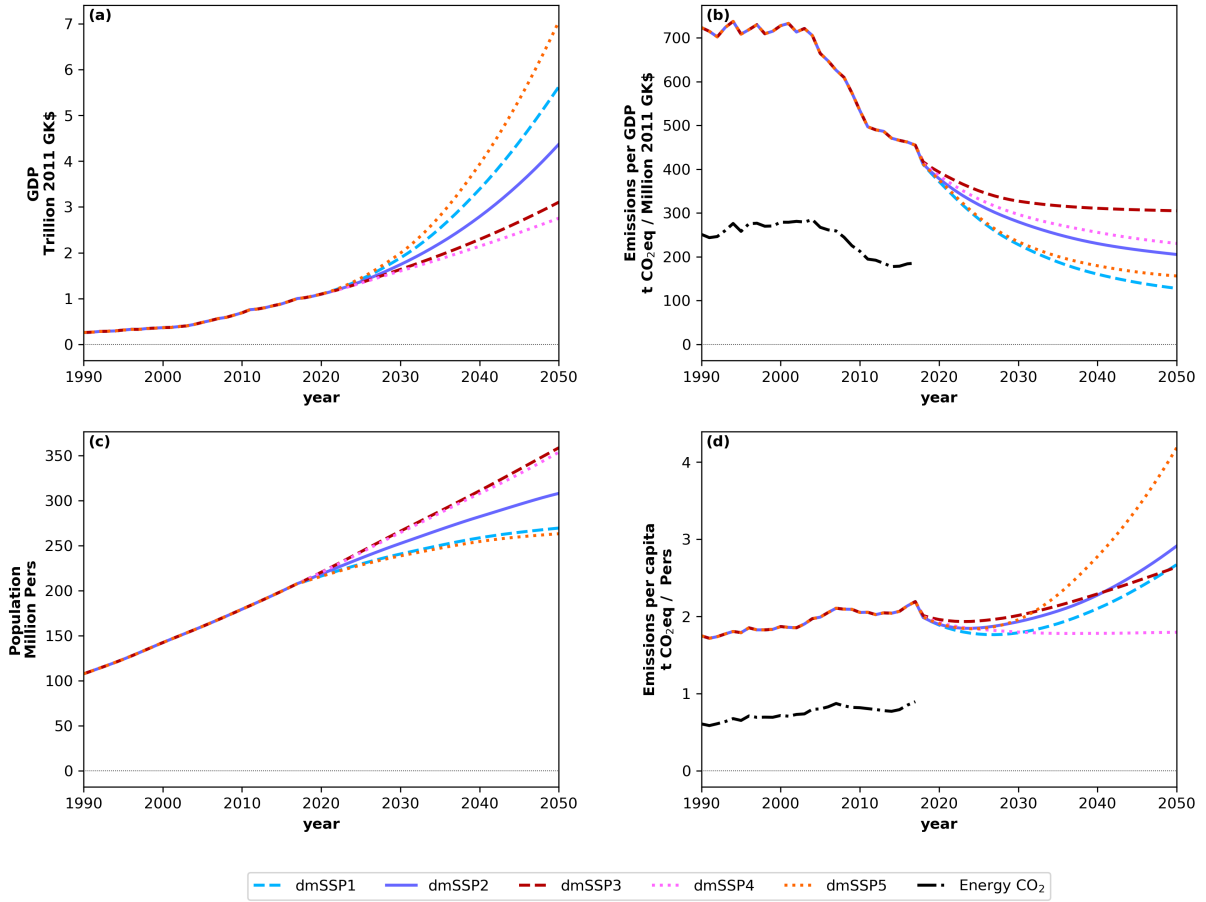 (a)
GDP
Trillion 2011 GK$
7
6
5
4
3
2
1
0
1990 2000 2010 2020 2030 2040 2050
year
(b)
Emissions per GDP
t CO₂eq / Million 2011 GK$
700
600
500
400
300
200
100
0
1990 2000 2010 2020 2030 2040 2050
year
(c)
Population
Million Pers
350
300
250
200
150
100
50
0
1990 2000 2010 2020 2030 2040 2050
year
(d)
Emissions per capita
t CO₂eq / Pers
4
3
2
1
0
1990 2000 2010 2020 2030 2040 2050
year
dmSSP1 dmSSP2 dmSSP3 dmSSP4 dmSSP5 Energy CO₂